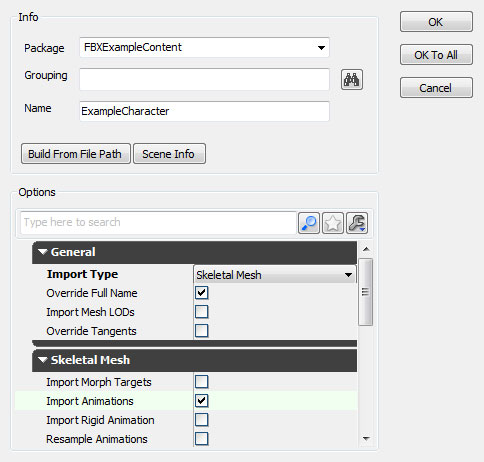 Info
Package FBXExampleContent
Grouping
Name ExampleCharacter
Build From File Path Scene Info
OK
OK To All
Cancel
Options
Type here to search
General
Import Type Skeletal Mesh
Override Full Name
Import Mesh LODs
Override Tangents
Skeletal Mesh
Import Morph Targets
Import Animations
Import Rigid Animation
Resample Animations